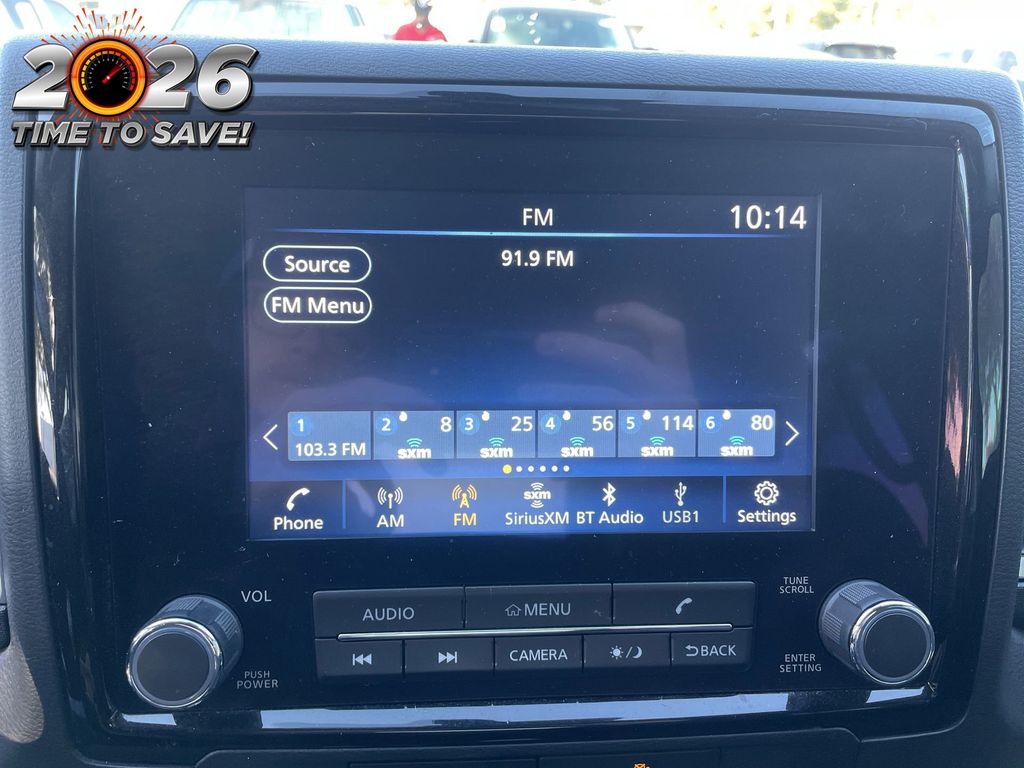 2026
TIME TO SAVE!
FM
10:14
Source
91.9 FM
FM Menu
1
103.3 FM
2 8
sxm
3 25
sxm
4 56
sxm
5 114
sxm
6 80
sxm
Phone
AM
FM
sxm
SiriusXM
BT Audio
USB1
Settings
VOL
PUSH
POWER
AUDIO
MENU
CAMERA
BACK
TUNE
SCROLL
ENTER
SETTING